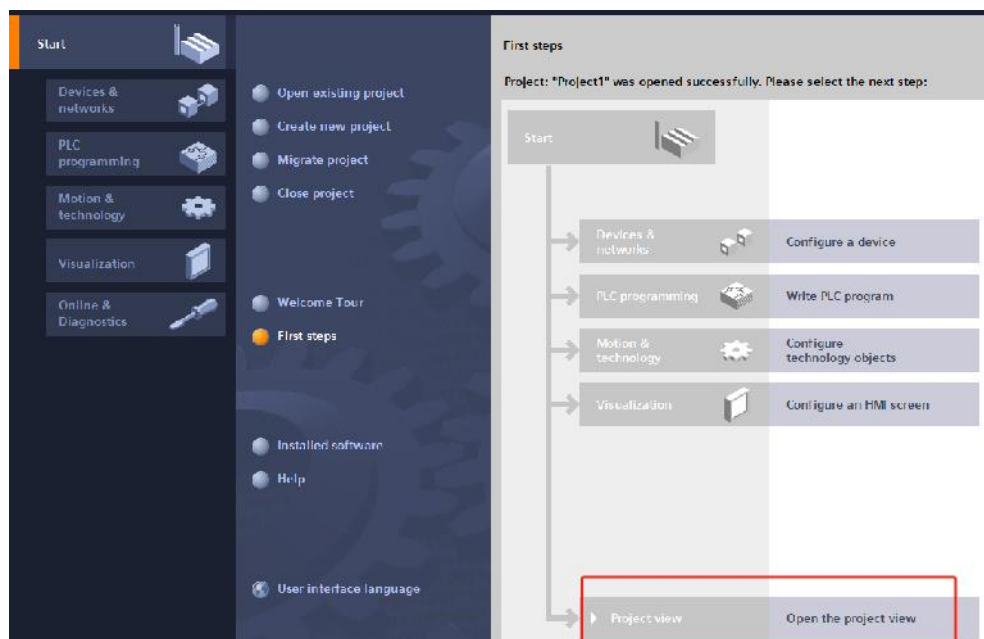 Start
Devices &
networks
PLC
programming
Motion &
technology
Visualization
Online &
Diagnostics
Open existing project
Create new project
Migrate project
Close project
Welcome Tour
First steps
Installed software
Help
User interface language
First steps
Project: "Project1" was opened successfully. Please select the next step:
Start
Devices &
networks
Configure a device
PLC programming
Write PLC program
Motion &
technology
Configure
technology objects
Visualization
Configure an HMI screen
Project view
Open the project view